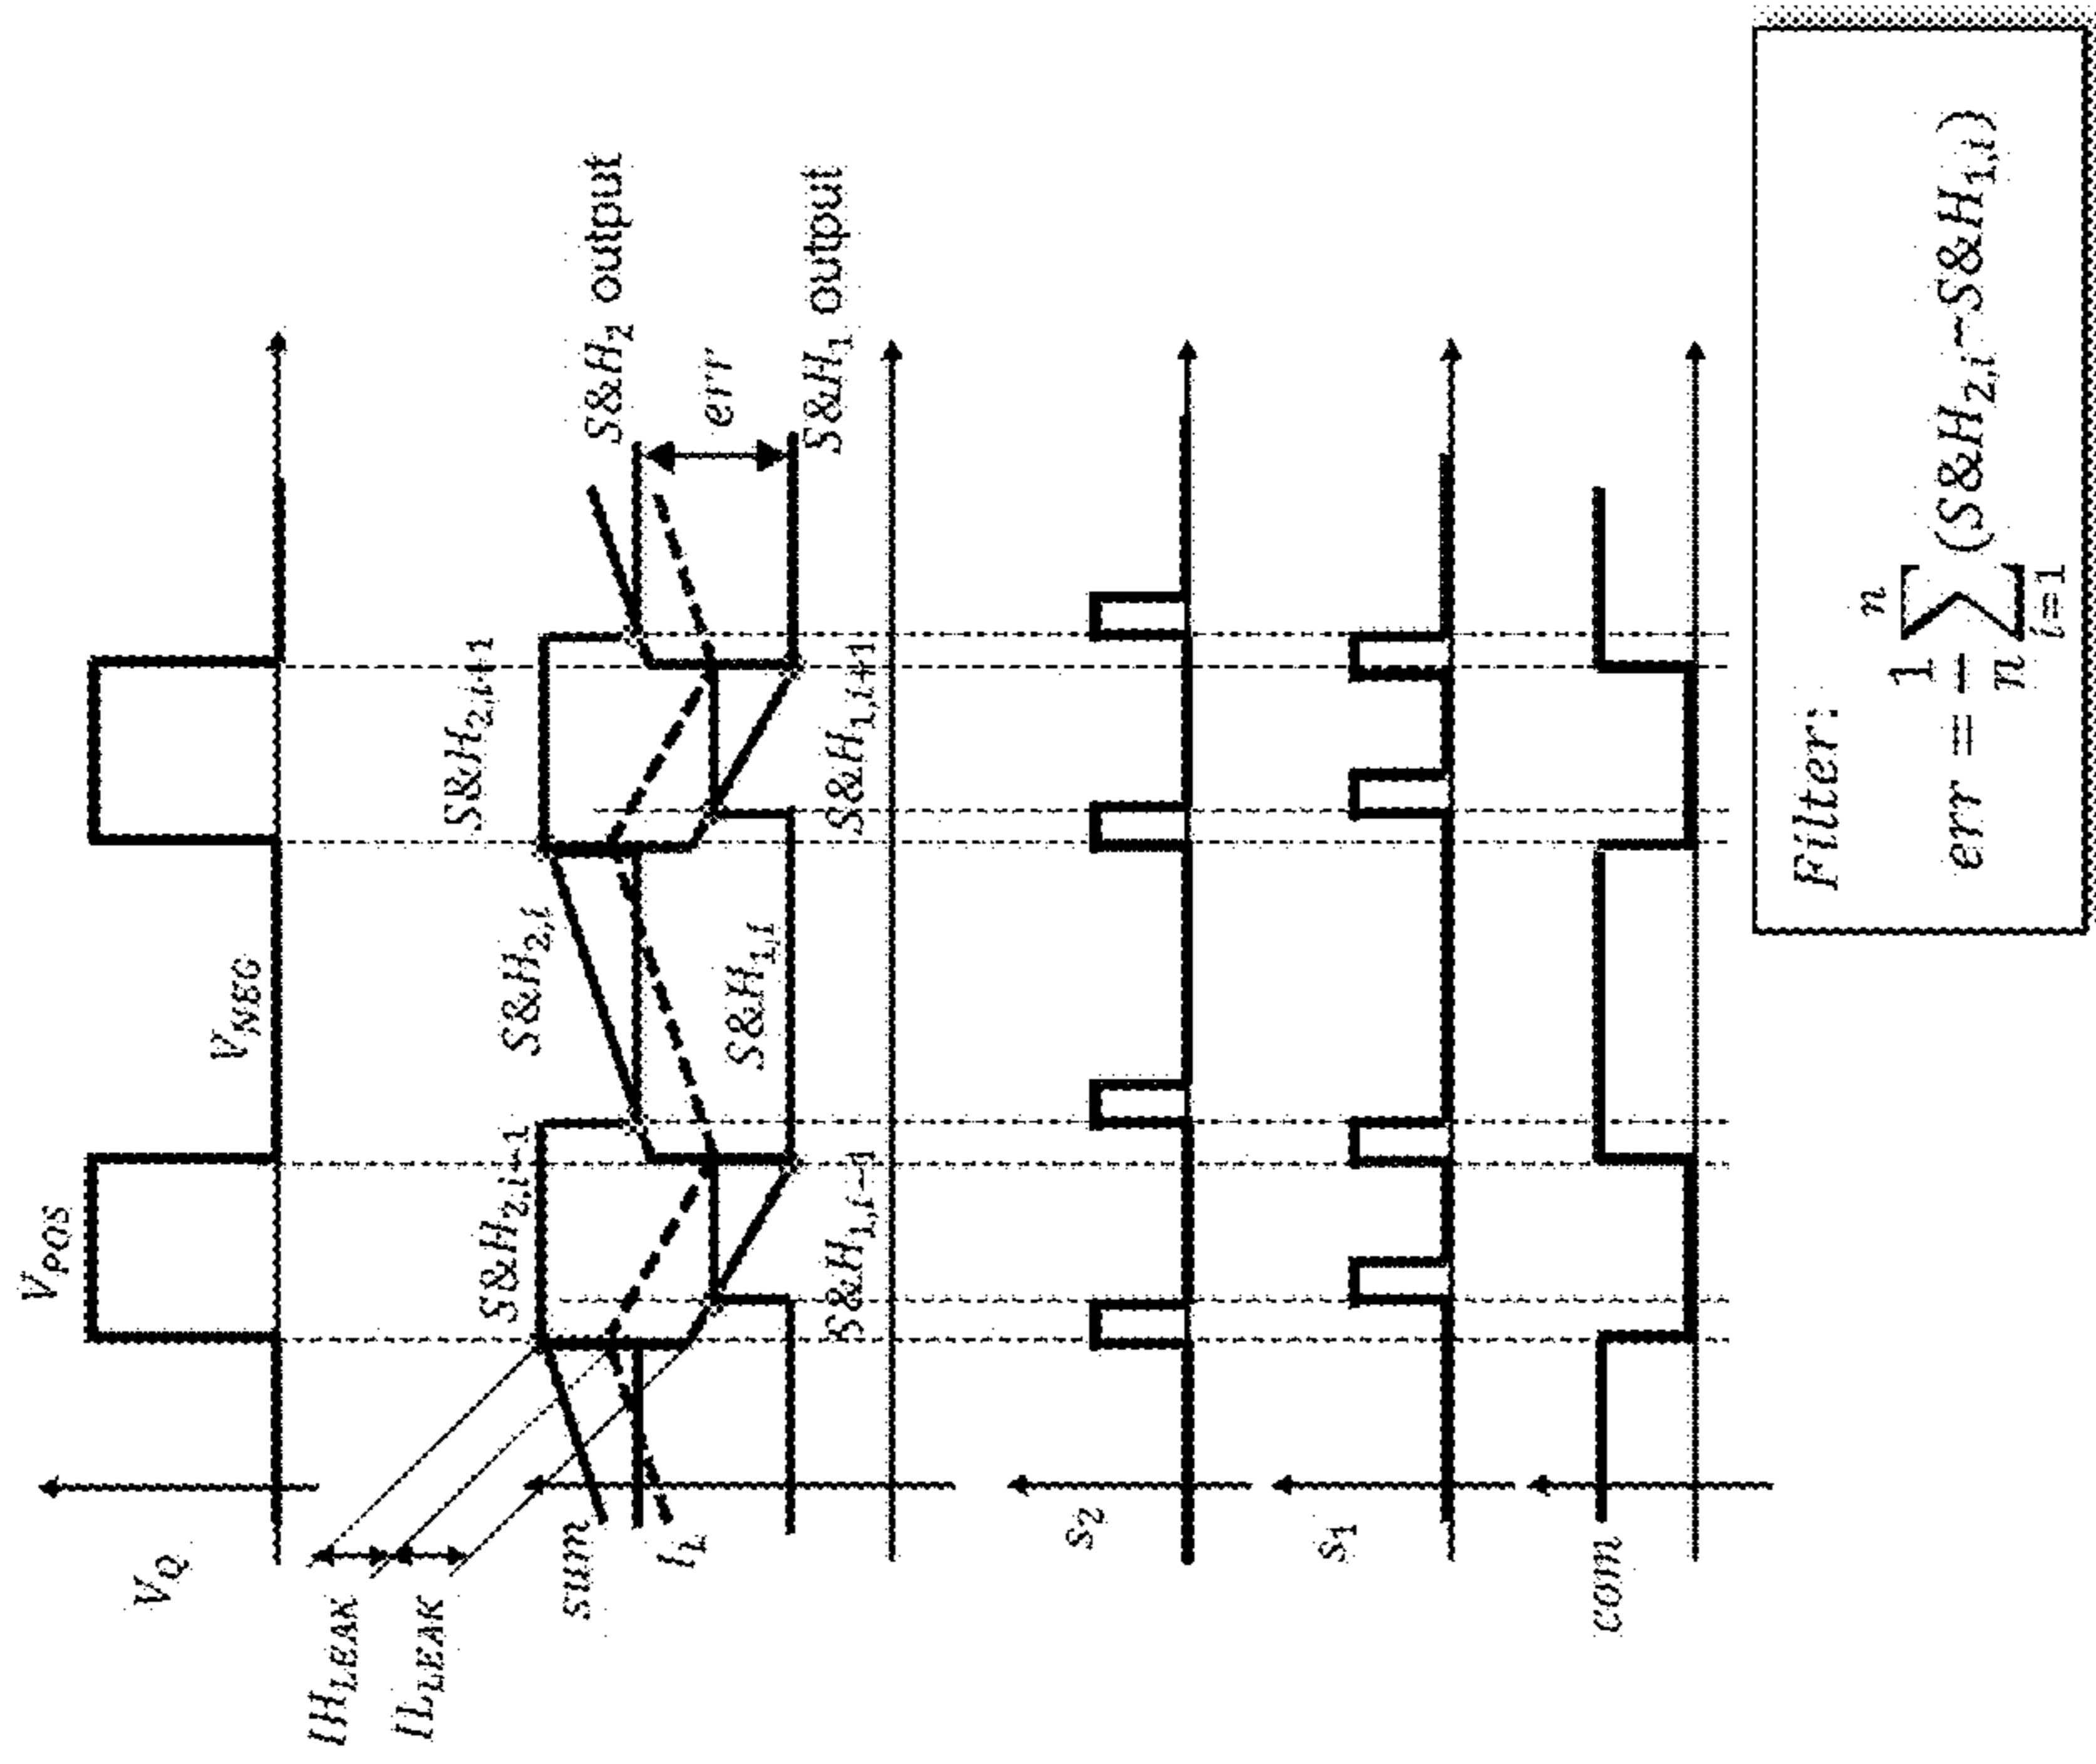 V_Q
V_POS
V_NEG
IH_LEAK
IL_LEAK
sum
i_L
S&H_2,i−1
S&H_2,i
S&H_2,i+1
S&H_1,i−1
S&H_1,i
S&H_1,i+1
S&H_2 output
err
S&H_1 output
s_2
s_1
com
Filter:
err = 1/n ∑_{i=1}^{n} (S&H_2,i − S&H_1,i)